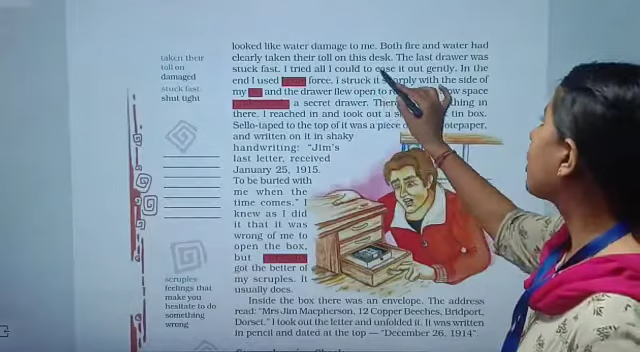 taken their
toll on
damaged
stuck fast
shut tight
scruples
feelings that
make you
hesitate to do
something
wrong
looked like water damage to me. Both fire and water had
clearly taken their toll on this desk. The last drawer was
stuck fast. I tried all I could to ease it out gently. In the
end I used force. I struck it sharply with the side of
my and the drawer flew open to ow space
a secret drawer. There thing in
there. I reached in and took out a tin box.
Sello-taped to the top of it was a piece o otepaper,
and written on it in shaky
handwriting: "Jim's
last letter, received
January 25, 1915.
To be buried with
me when the
time comes." I
knew as I did
it that it was
wrong of me to
open the box,
but
got the better of
my scruples. It
usually does.
Inside the box there was an envelope. The address
read: "Mrs Jim Macpherson, 12 Copper Beeches, Bridport,
Dorset." I took out the letter and unfolded it. It was written
in pencil and dated at the top — "December 26, 1914".